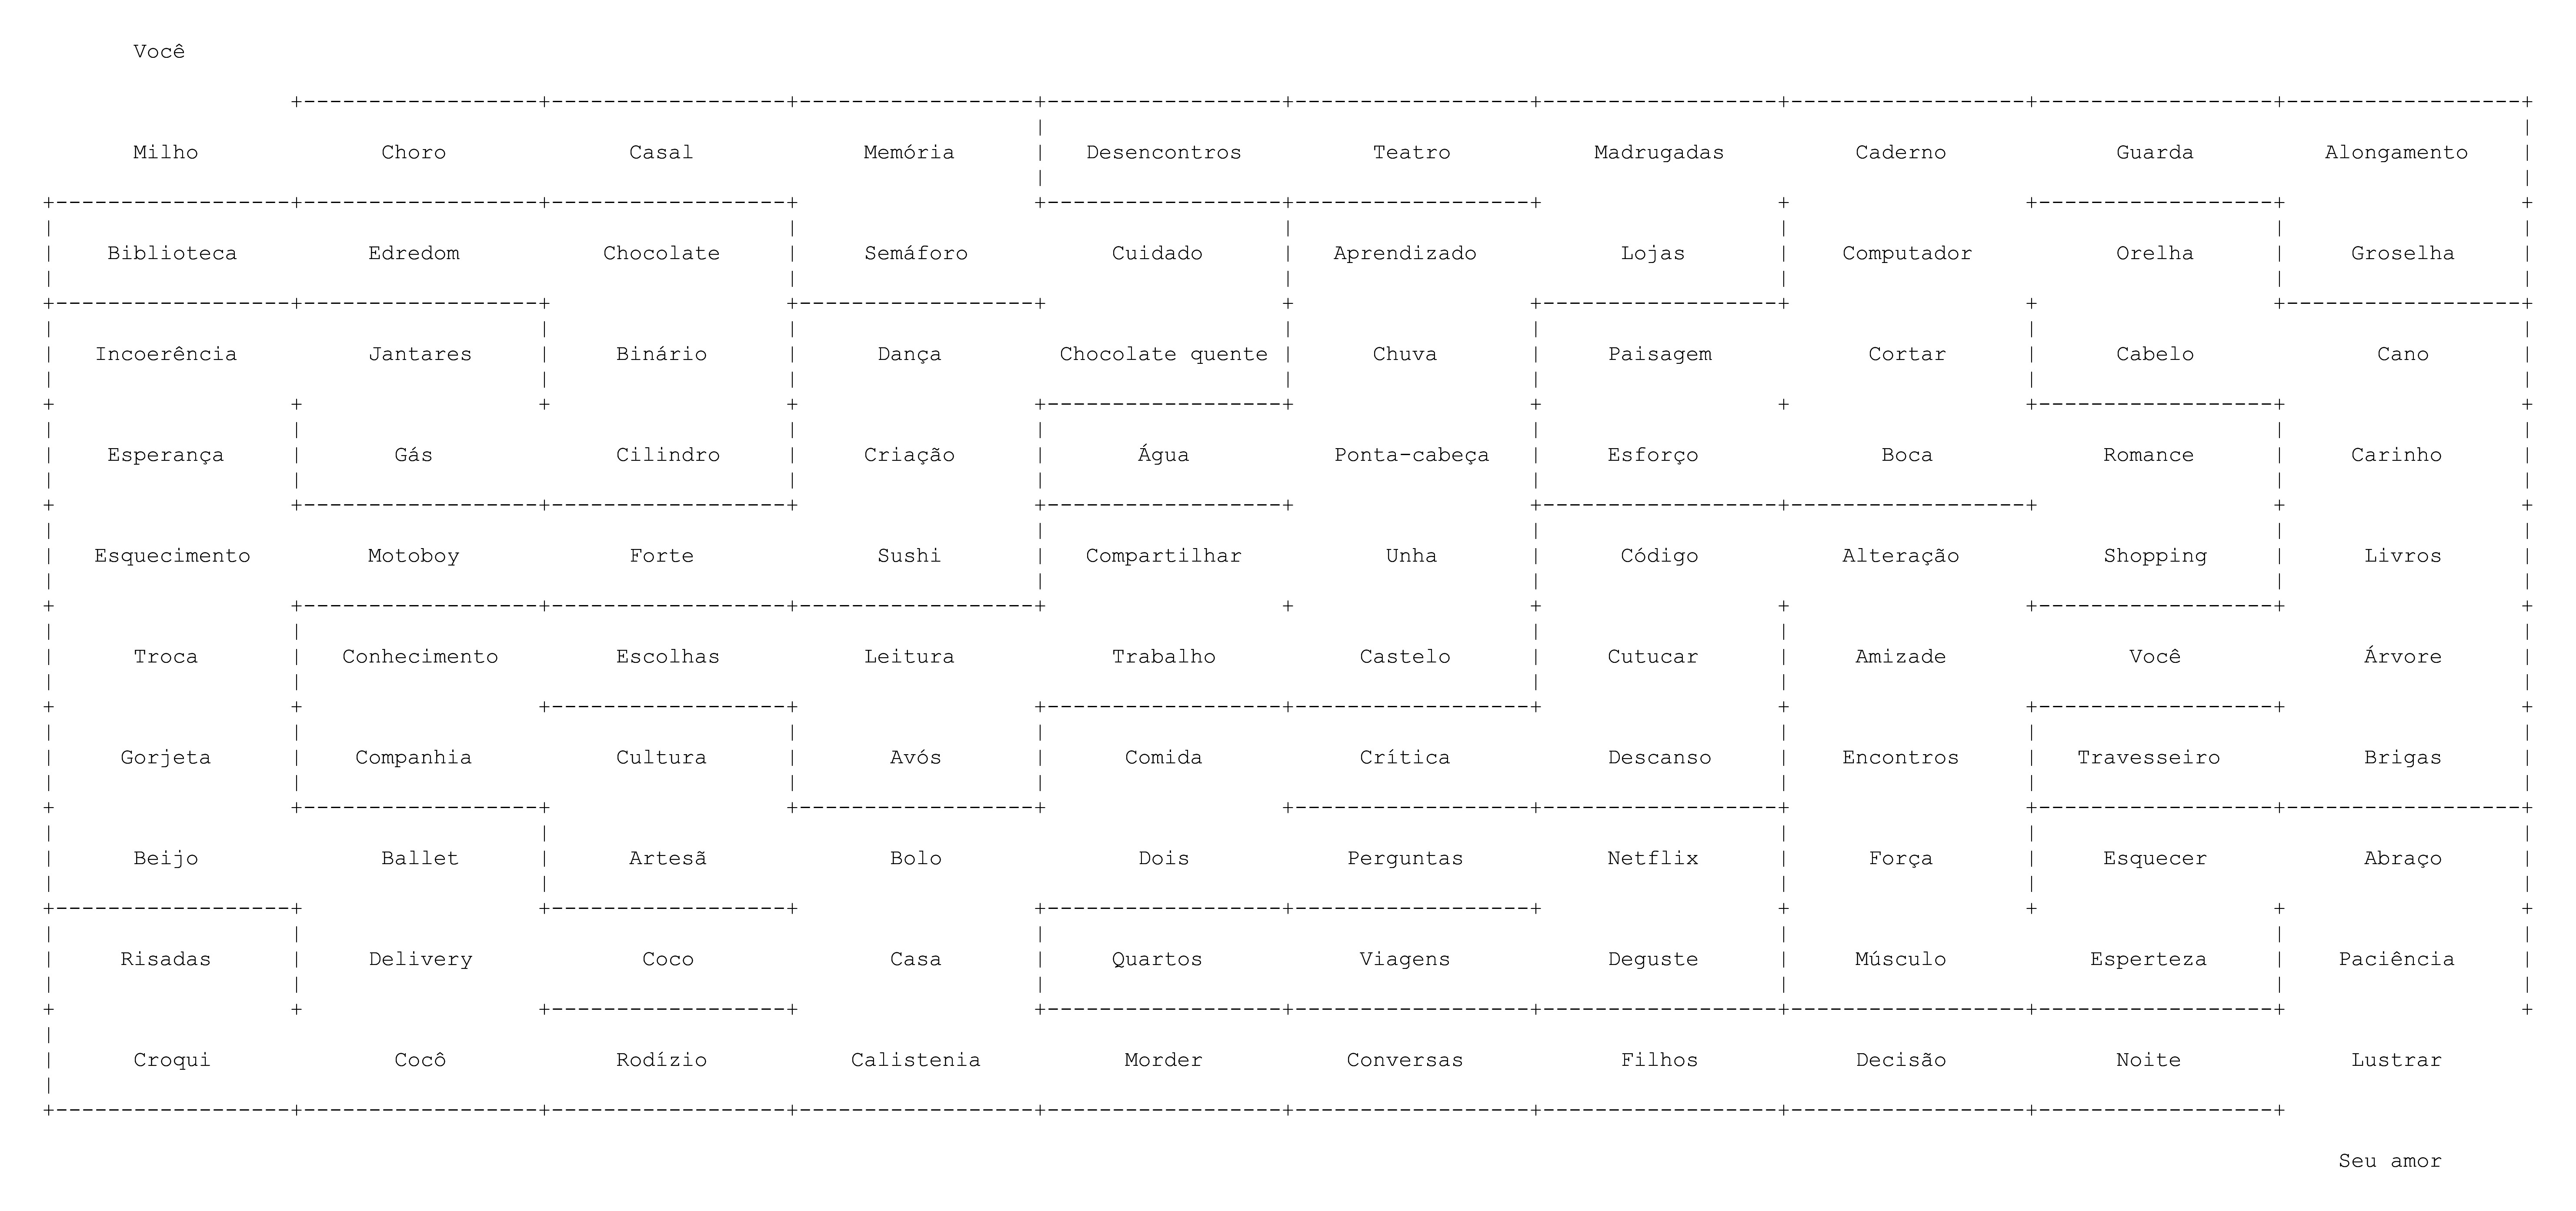 Você
Milho Choro Casal Memória Desencontros Teatro Madrugadas Caderno Guarda Alongamento
Biblioteca Edredom Chocolate Semáforo Cuidado Aprendizado Lojas Computador Orelha Groselha
Incoerência Jantares Binário Dança Chocolate quente Chuva Paisagem Cortar Cabelo Cano
Esperança Gás Cilindro Criação Água Ponta-cabeça Esforço Boca Romance Carinho
Esquecimento Motoboy Forte Sushi Compartilhar Unha Código Alteração Shopping Livros
Troca Conhecimento Escolhas Leitura Trabalho Castelo Cutucar Amizade Você Árvore
Gorjeta Companhia Cultura Avós Comida Crítica Descanso Encontros Travesseiro Brigas
Beijo Ballet Artesã Bolo Dois Perguntas Netflix Força Esquecer Abraço
Risadas Delivery Coco Casa Quartos Viagens Deguste Músculo Esperteza Paciência
Croqui Cocô Rodízio Calistenia Morder Conversas Filhos Decisão Noite Lustrar
Seu amor